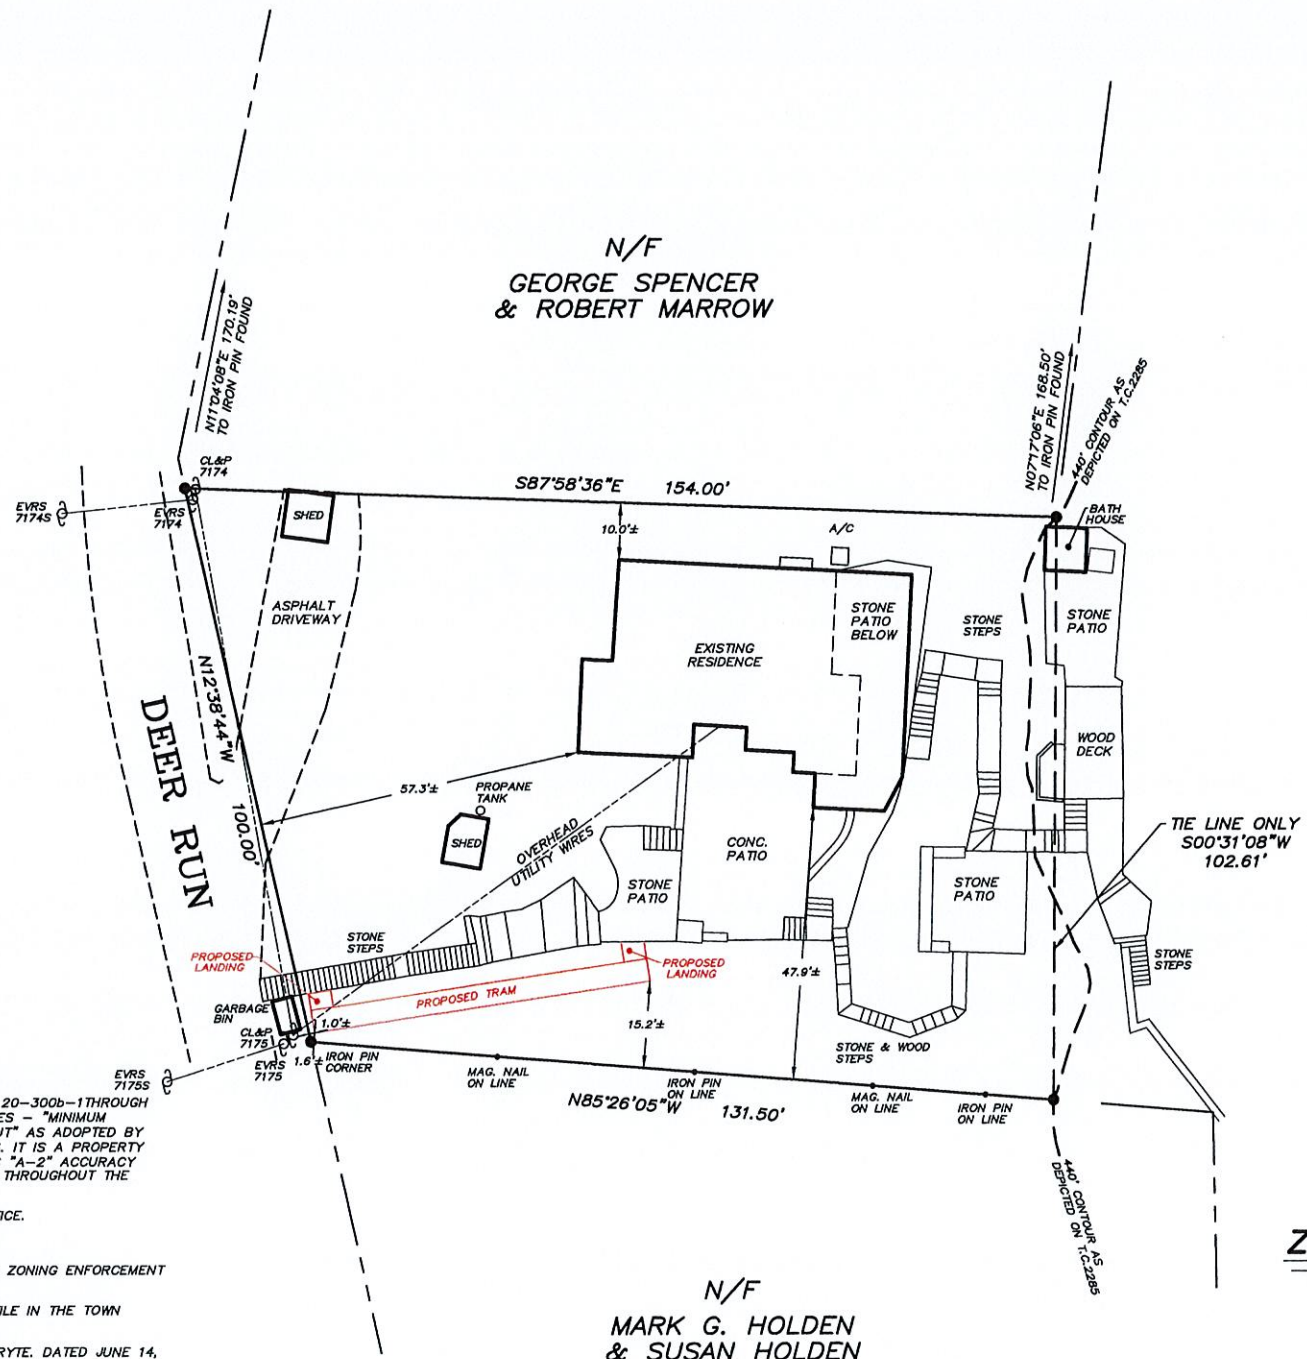 N/F
GEORGE SPENCER
& ROBERT MARROW
N11°04'08"E 170.19'
TO IRON PIN FOUND
N07°17'06"E 168.50'
TO IRON PIN FOUND
440' CONTOUR AS
DEPICTED ON T.C.2285
CL&P
7174
EVRS
7174S
EVRS
7174
SHED
S87°58'36"E 154.00'
10.0'±
A/C
BATH
HOUSE
ASPHALT
DRIVEWAY
STONE
PATIO
BELOW
STONE
STEPS
STONE
PATIO
EXISTING
RESIDENCE
N12°38'44"W 100.00'
DEER RUN
WOOD
DECK
57.3'±
PROPANE
TANK
SHED
OVERHEAD
UTILITY WIRES
CONC.
PATIO
TIE LINE ONLY
S00°31'08"W
102.61'
STONE
PATIO
STONE
PATIO
STONE
STEPS
PROPOSED
LANDING
PROPOSED
LANDING
STONE
STEPS
47.9'±
PROPOSED TRAM
GARBAGE
BIN
1.0'±
15.2'±
CL&P
7175
STONE & WOOD
STEPS
EVRS
7175S
EVRS
7175
1.6'±
IRON PIN
CORNER
MAG. NAIL
ON LINE
IRON PIN
ON LINE
MAG. NAIL
ON LINE
IRON PIN
ON LINE
N85°26'05"W 131.50'
20-300b-1THROUGH
ES - "MINIMUM
UT" AS ADOPTED BY
. IT IS A PROPERTY
"A-2" ACCURACY
THROUGHOUT THE
ICE.
ZONING ENFORCEMENT
ILE IN THE TOWN
RYTE. DATED JUNE 14,
440' CONTOUR AS
DEPICTED ON T.C.2285
Z
N/F
MARK G. HOLDEN
& SUSAN HOLDEN